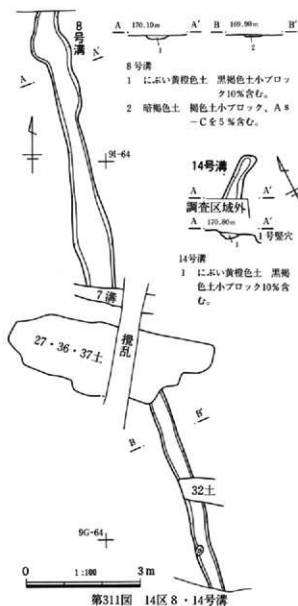 8号溝
A 170.10m A' B 169.90m B'
1 2
A A'
8号溝
1 にぶい黄橙色土 黒褐色土小ブロッ
ク10%含む。
2 暗褐色土 褐色土小ブロック、As
-Cを5%含む。
9I-64
14号溝
A A'
調査区域外
A 170.80m A'
1号竪穴
1
14号溝
1 にぶい黄橙色土 黒褐
色土小ブロック10%含
む。
7溝
27・36・37土
攪乱
B B'
32土
9G-64
0 1:100 3m
第311図 14区8・14号溝